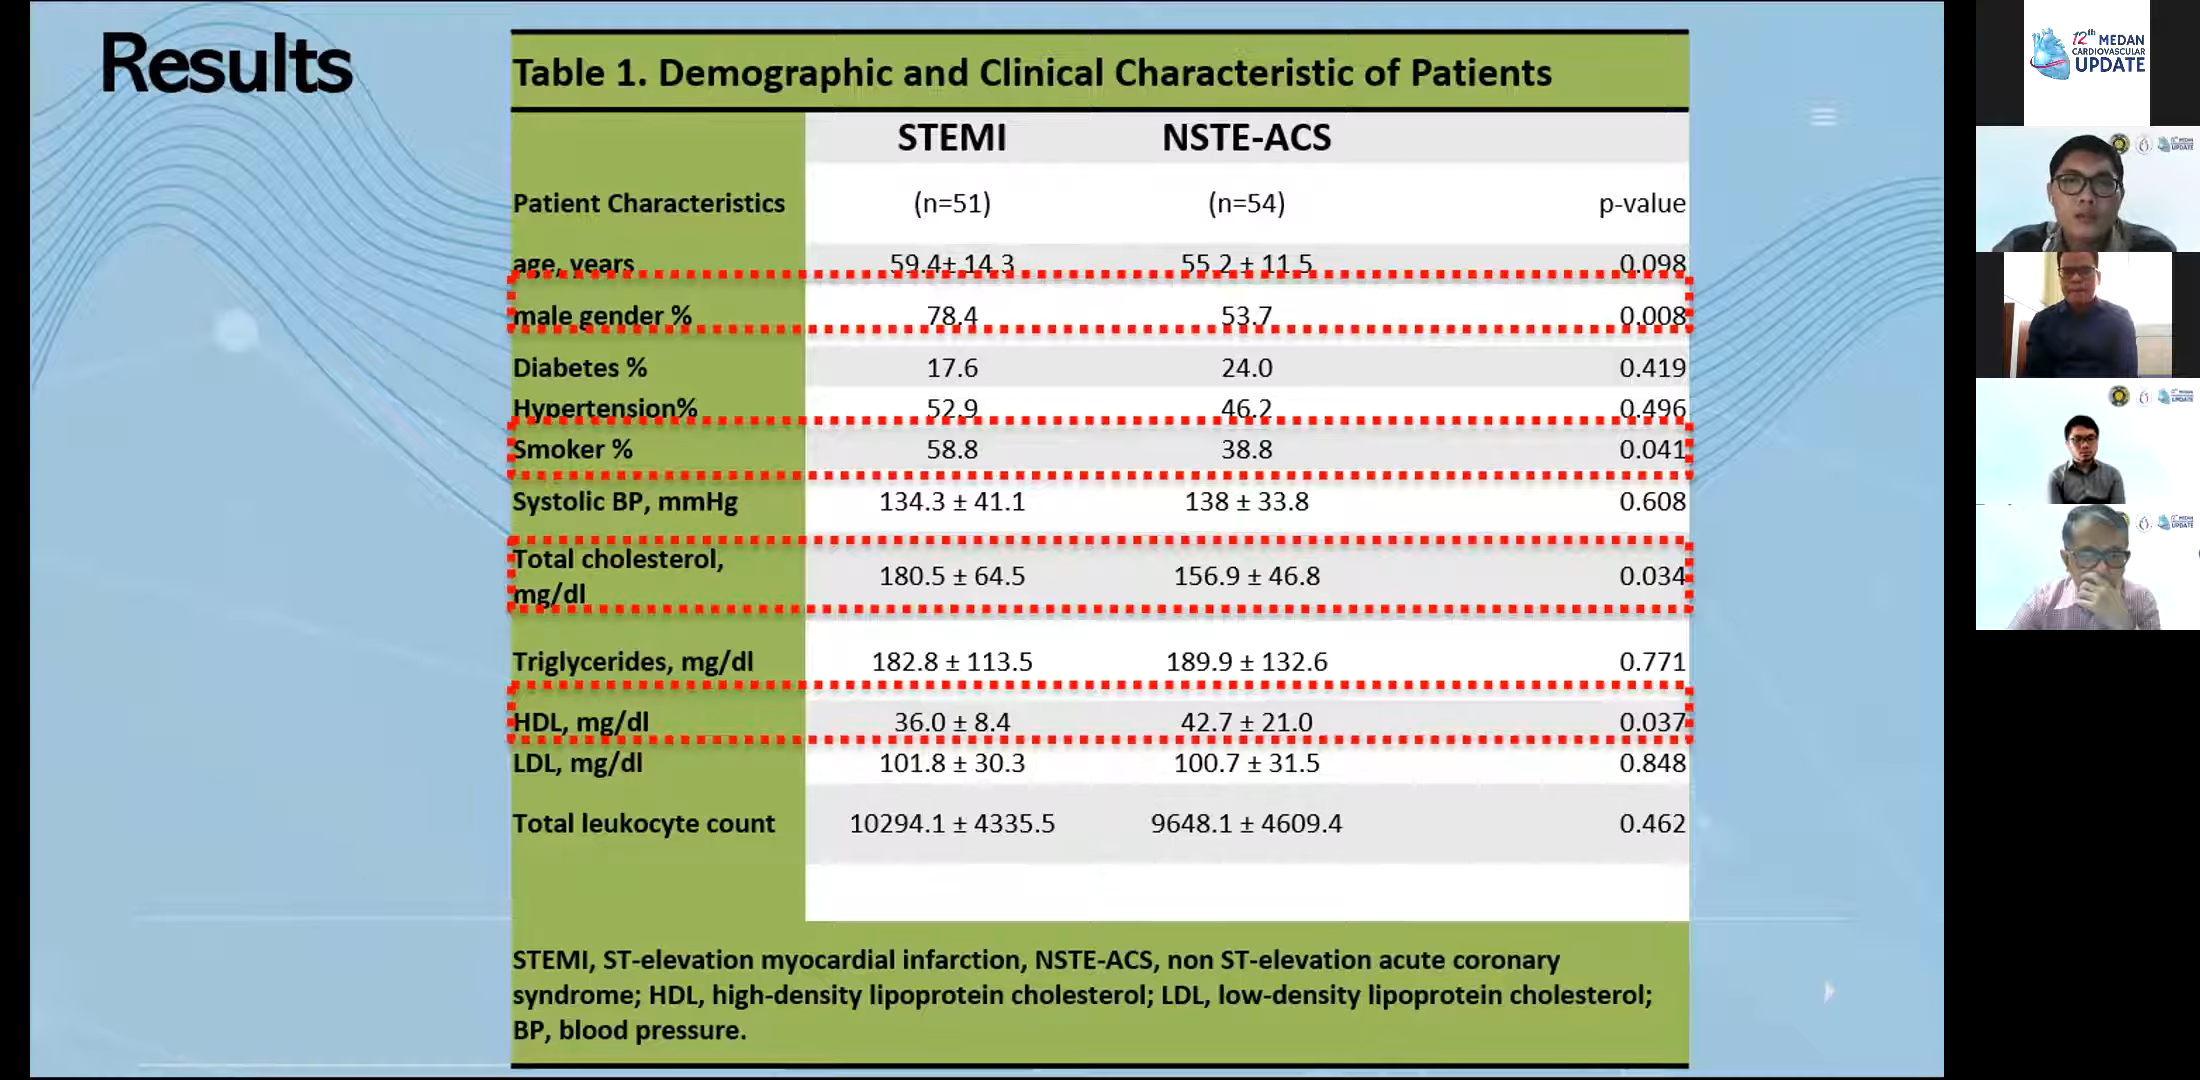 Results
Table 1. Demographic and Clinical Characteristic of Patients
STEMI NSTE-ACS
Patient Characteristics (n=51) (n=54) p-value
age, years 59.4± 14.3 55.2 ± 11.5 0.098
male gender % 78.4 53.7 0.008
Diabetes % 17.6 24.0 0.419
Hypertension% 52.9 46.2 0.496
Smoker % 58.8 38.8 0.041
Systolic BP, mmHg 134.3 ± 41.1 138 ± 33.8 0.608
Total cholesterol,
mg/dl 180.5 ± 64.5 156.9 ± 46.8 0.034
Triglycerides, mg/dl 182.8 ± 113.5 189.9 ± 132.6 0.771
HDL, mg/dl 36.0 ± 8.4 42.7 ± 21.0 0.037
LDL, mg/dl 101.8 ± 30.3 100.7 ± 31.5 0.848
Total leukocyte count 10294.1 ± 4335.5 9648.1 ± 4609.4 0.462
STEMI, ST-elevation myocardial infarction, NSTE-ACS, non ST-elevation acute coronary
syndrome; HDL, high-density lipoprotein cholesterol; LDL, low-density lipoprotein cholesterol;
BP, blood pressure.
12th MEDAN
CARDIOVASCULAR
UPDATE